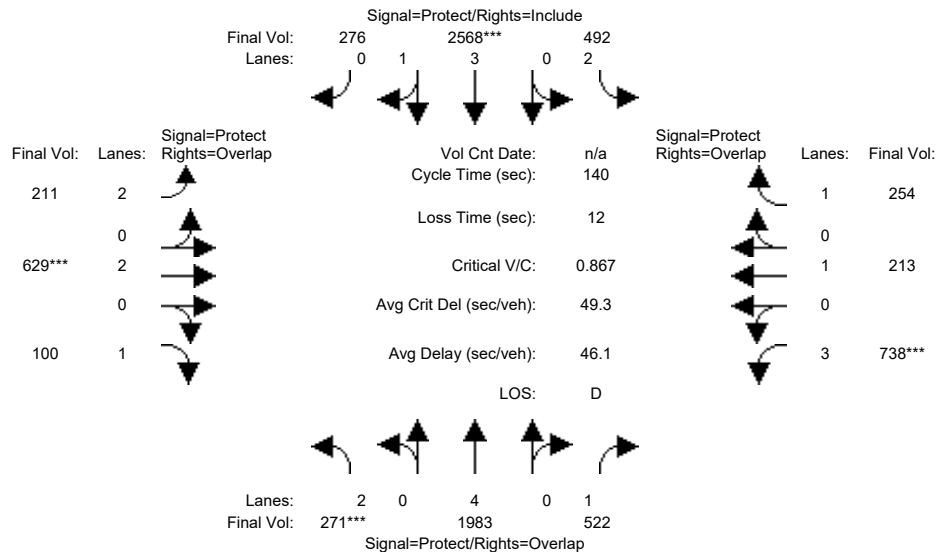 Signal=Protect/Rights=Include
Final Vol: 276 2568*** 492
Lanes: 0 1 3 0 2
Signal=Protect
Final Vol: Lanes: Rights=Overlap
Vol Cnt Date: n/a
Signal=Protect
Rights=Overlap Lanes: Final Vol:
Cycle Time (sec): 140
211 2
1 254
Loss Time (sec): 12
0
0
629*** 2
Critical V/C: 0.867
1 213
0
Avg Crit Del (sec/veh): 49.3
0
100 1
Avg Delay (sec/veh): 46.1
3 738***
LOS: D
Lanes: 2 0 4 0 1
Final Vol: 271*** 1983 522
Signal=Protect/Rights=Overlap